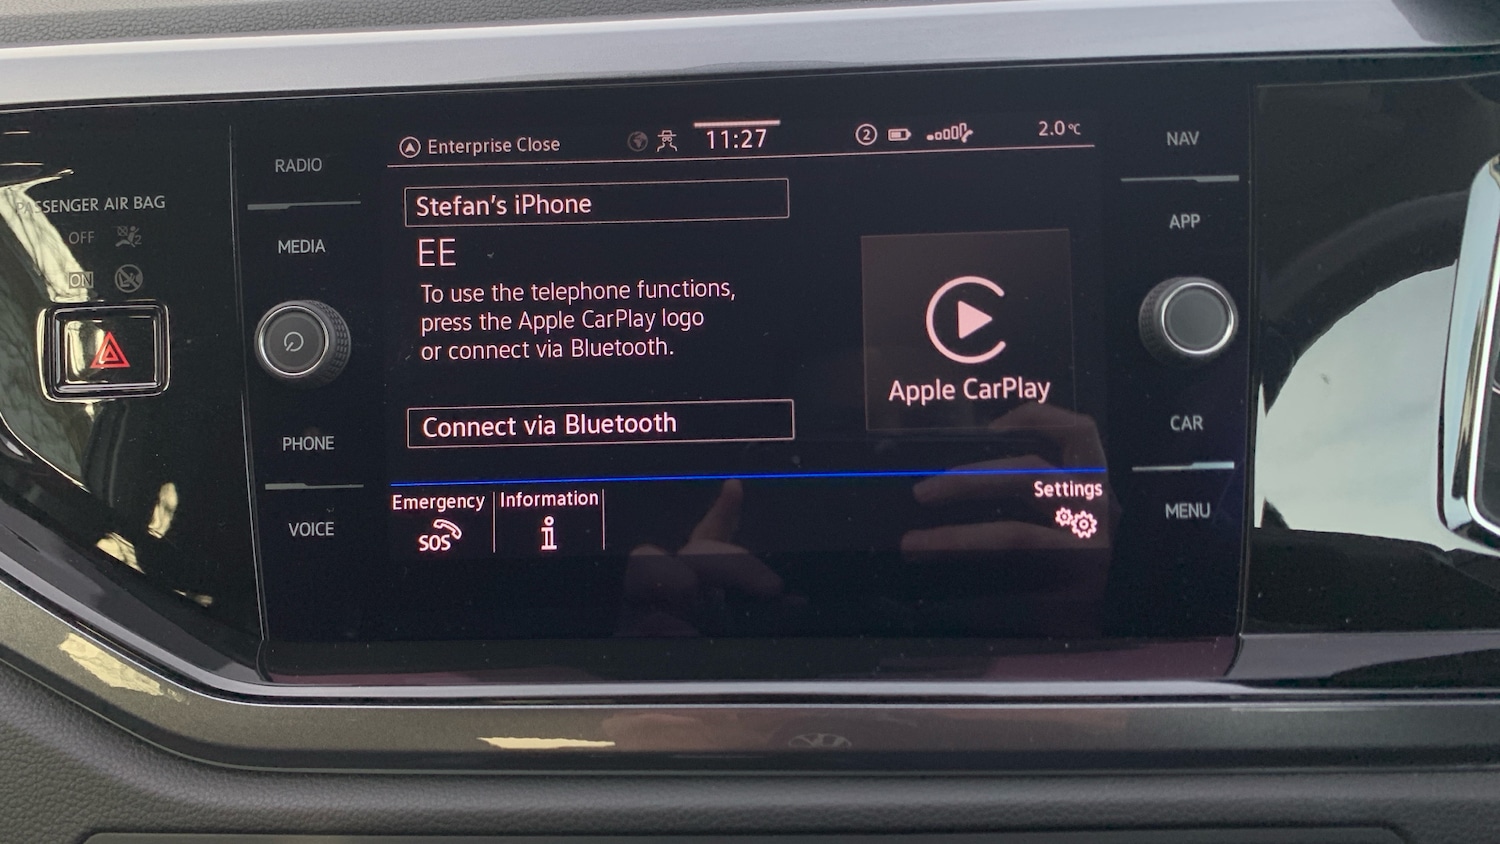 PASSENGER AIR BAG
OFF
2
ON
RADIO
MEDIA
PHONE
VOICE
Enterprise Close
11:27
2
2.0°C
Stefan's iPhone
EE
To use the telephone functions,
press the Apple CarPlay logo
or connect via Bluetooth.
Connect via Bluetooth
Apple CarPlay
Emergency
SOS
Information
i
Settings
NAV
APP
CAR
MENU